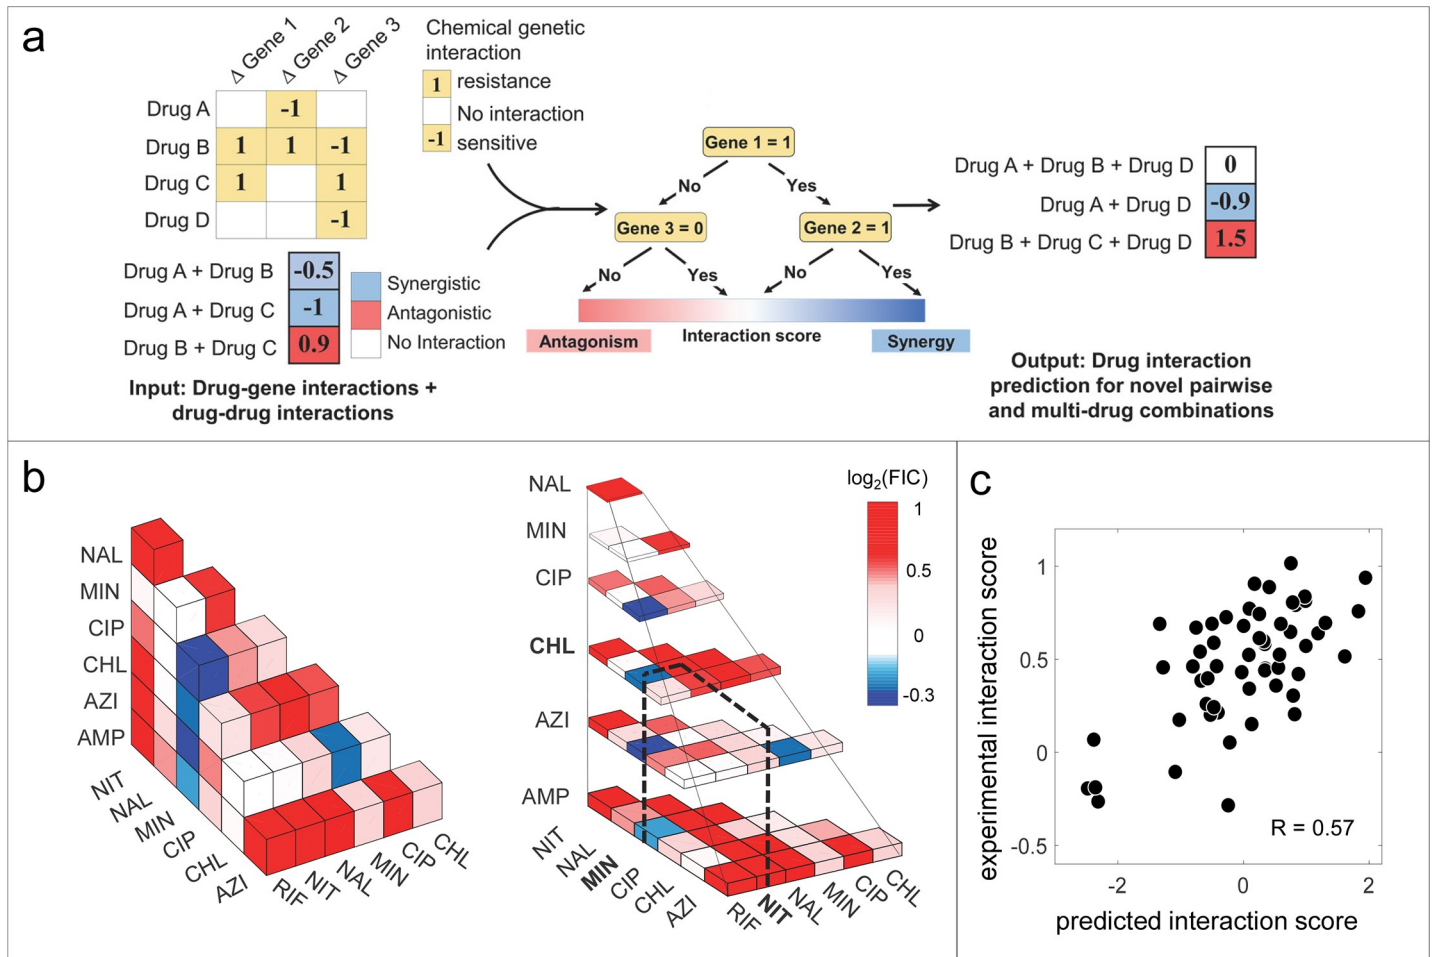 a
Δ Gene 1
Δ Gene 2
Δ Gene 3
Drug A
-1
Drug B
1
1
-1
Drug C
1
1
Drug D
-1
Chemical genetic
interaction
1 resistance
No interaction
-1 sensitive
Drug A + Drug B -0.5
Drug A + Drug C -1
Drug B + Drug C 0.9
Synergistic
Antagonistic
No Interaction
Input: Drug-gene interactions +
drug-drug interactions
Gene 1 = 1
No
Yes
Gene 3 = 0
Gene 2 = 1
No
Yes
No
Yes
Antagonism
Interaction score
Synergy
Drug A + Drug B + Drug D 0
Drug A + Drug D -0.9
Drug B + Drug C + Drug D 1.5
Output: Drug interaction
prediction for novel pairwise
and multi-drug combinations
b
NAL
MIN
CIP
CHL
AZI
AMP
NIT
NAL
MIN
CIP
CHL
AZI
RIF
NIT
NAL
MIN
CIP
CHL
NAL
MIN
CIP
CHL
AZI
AMP
NIT
NAL
MIN
CIP
CHL
AZI
RIF
NIT
NAL
MIN
CIP
CHL
log2(FIC)
1
0.5
0
-0.3
c
experimental interaction score
1
0.5
0
-0.5
R = 0.57
-2
0
2
predicted interaction score